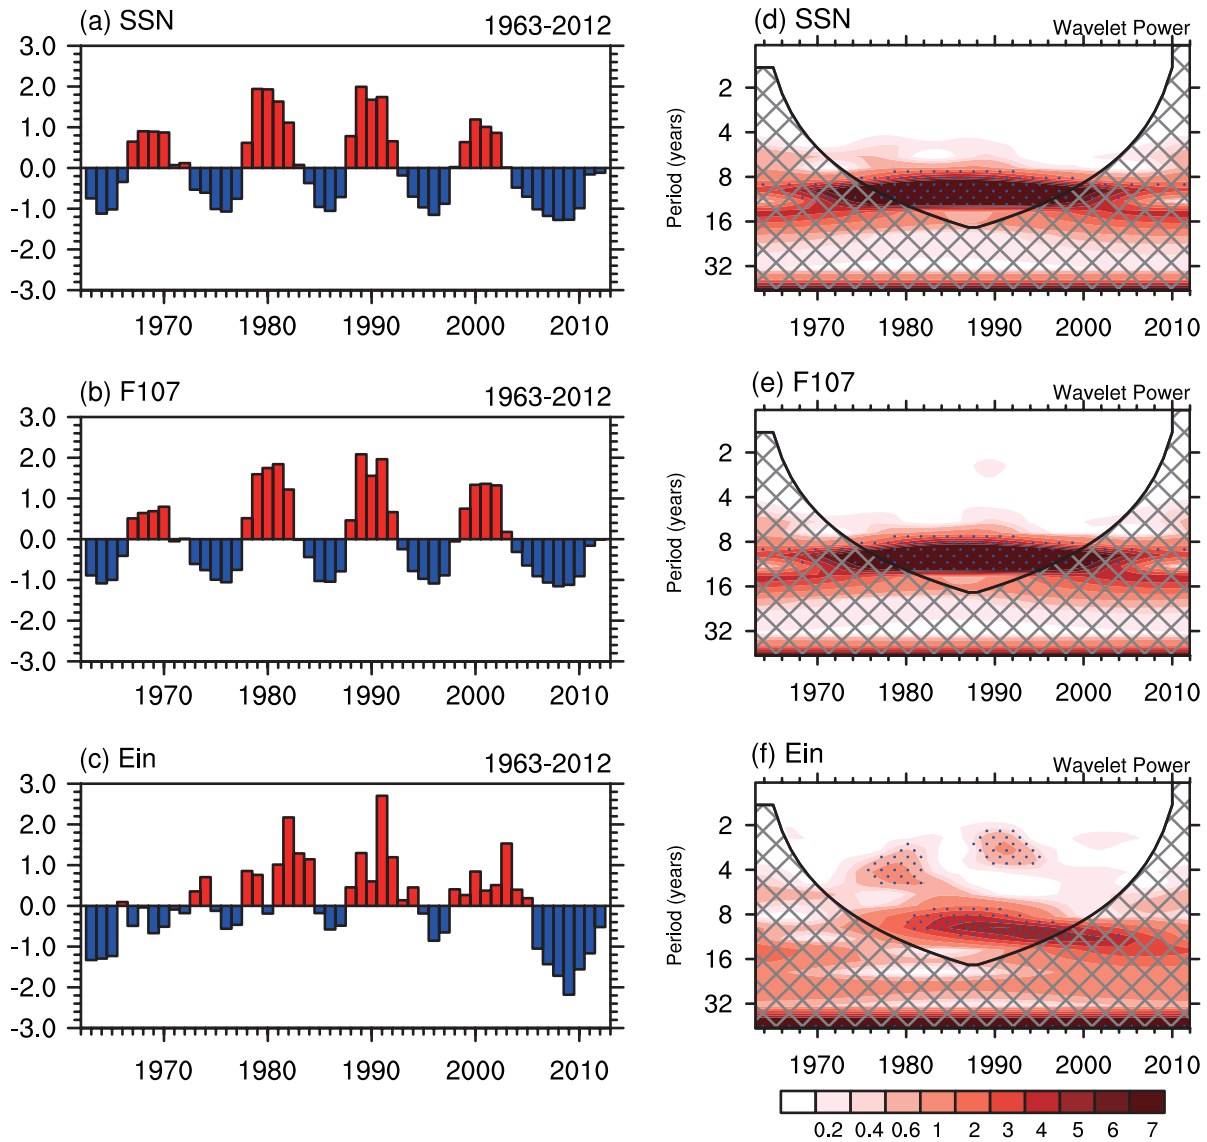 (a) SSN 1963-2012
3.0
2.0
1.0
0.0
-1.0
-2.0
-3.0
1970 1980 1990 2000 2010
(d) SSN Wavelet Power
Period (years)
2
4
8
16
32
1970 1980 1990 2000 2010
(b) F107 1963-2012
3.0
2.0
1.0
0.0
-1.0
-2.0
-3.0
1970 1980 1990 2000 2010
(e) F107 Wavelet Power
Period (years)
2
4
8
16
32
1970 1980 1990 2000 2010
(c) Ein 1963-2012
3.0
2.0
1.0
0.0
-1.0
-2.0
-3.0
1970 1980 1990 2000 2010
(f) Ein Wavelet Power
Period (years)
2
4
8
16
32
1970 1980 1990 2000 2010
0.2 0.4 0.6 1 2 3 4 5 6 7